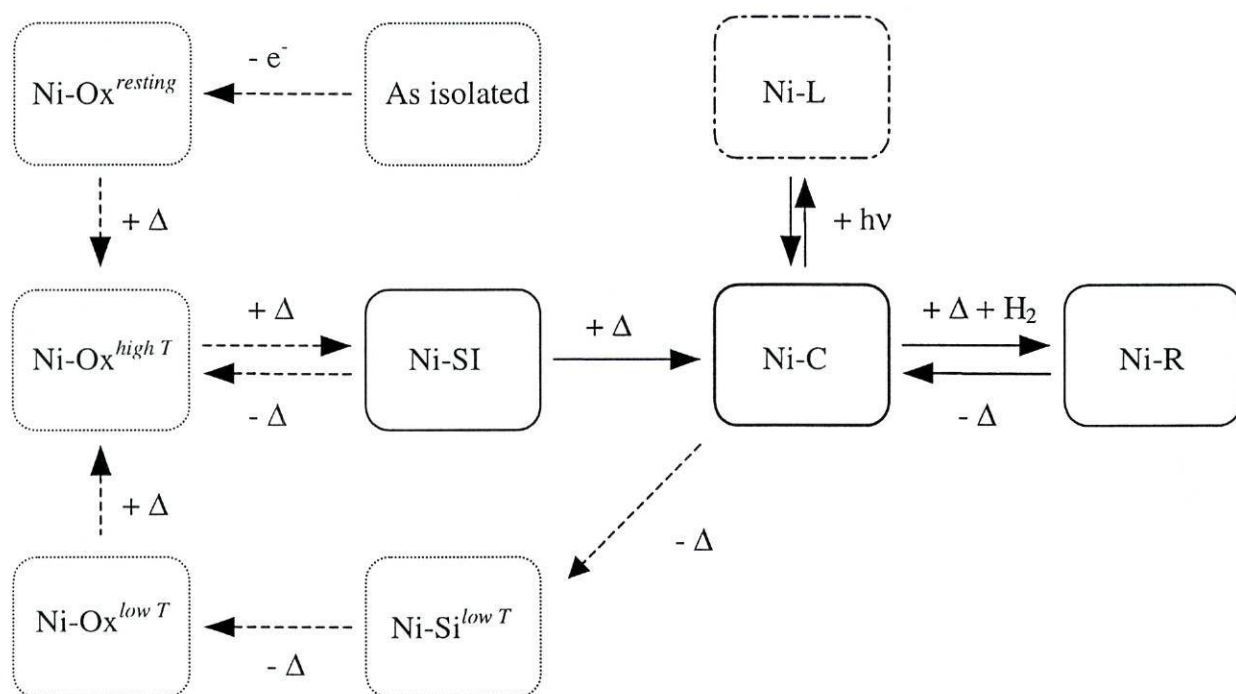 Ni-Ox^resting
- e⁻
As isolated
Ni-L
+ Δ
+ hν
Ni-Ox^high T
+ Δ
- Δ
Ni-SI
+ Δ
Ni-C
+ Δ + H₂
- Δ
Ni-R
+ Δ
- Δ
Ni-Ox^low T
- Δ
Ni-Si^low T